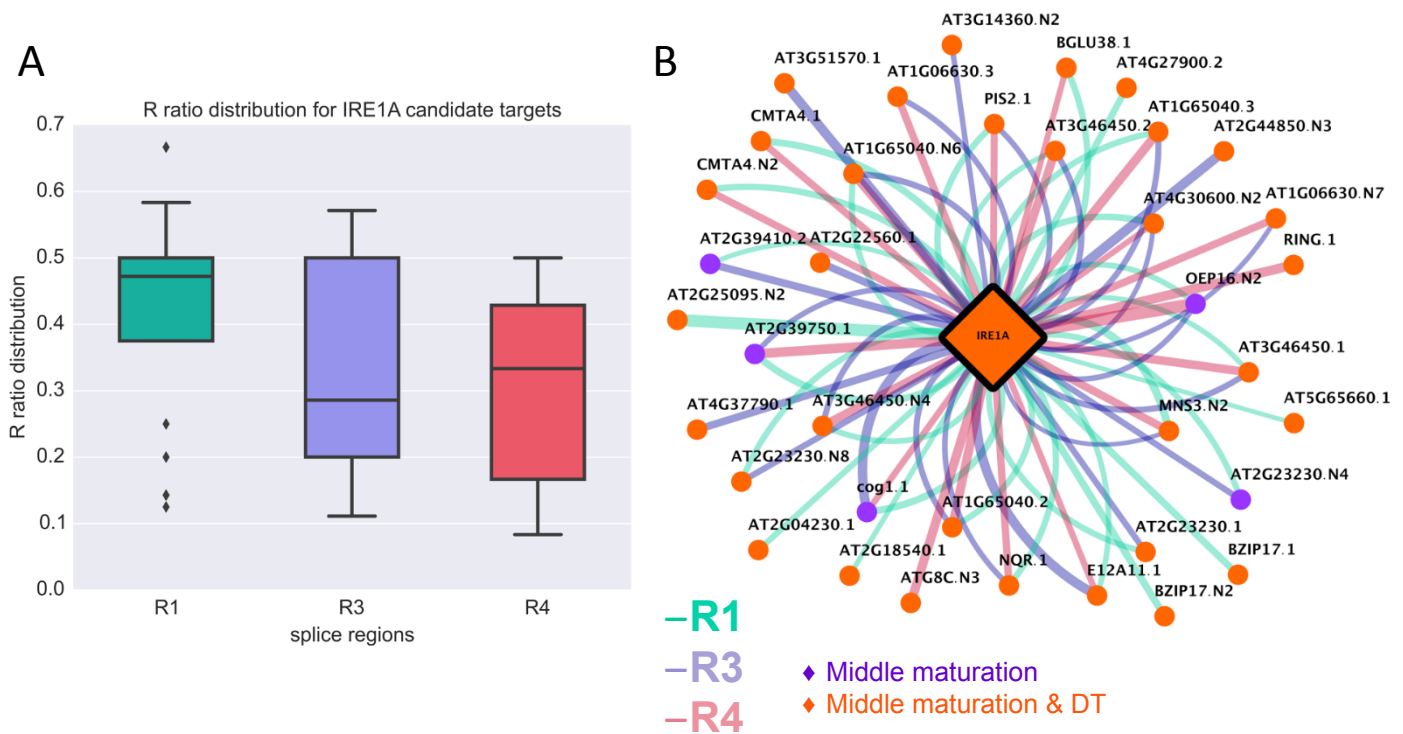 A
R ratio distribution for IRE1A candidate targets
0.7
0.6
0.5
0.4
0.3
0.2
0.1
0.0
R ratio distribution
R1
R3
R4
splice regions
B
AT3G14360.N2
BGLU38.1
AT3G51570.1
AT1G06630.3
AT4G27900.2
PIS2.1
AT1G65040.3
CMTA4.1
AT3G46450.2
AT2G44850.N3
AT1G65040.N6
CMTA4.N2
AT4G30600.N2
AT1G06630.N7
AT2G39410.2
AT2G22560.1
RING.1
OEP16.N2
AT2G25095.N2
AT2G39750.1
IRE1A
AT3G46450.1
AT4G37790.1
AT3G46450.N4
MNS3.N2
AT5G65660.1
AT2G23230.N8
AT2G23230.N4
cog1.1
AT1G65040.2
AT2G04230.1
AT2G23230.1
AT2G18540.1
BZIP17.1
ATG8C.N3
NQR.1
E12A11.1
BZIP17.N2
–R1
–R3
–R4
♦ Middle maturation
♦ Middle maturation & DT